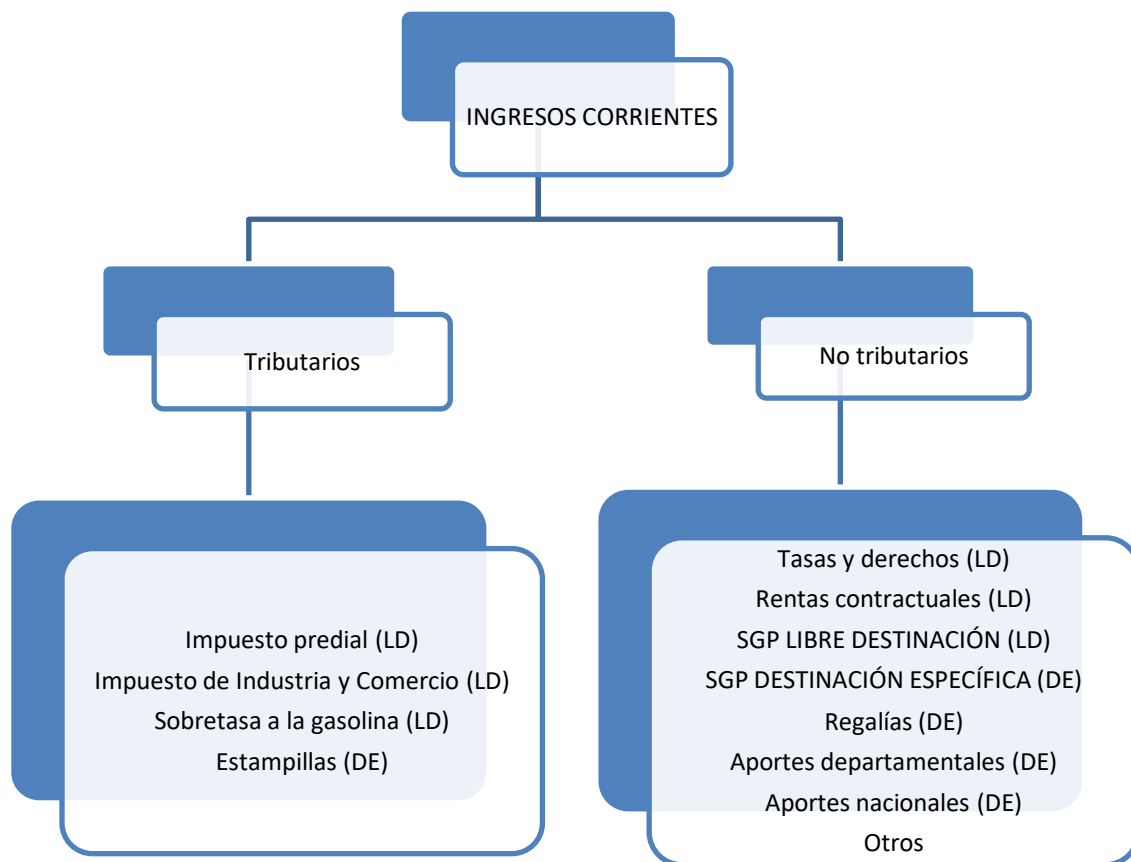 INGRESOS CORRIENTES
Tributarios
No tributarios
Impuesto predial (LD)
Impuesto de Industria y Comercio (LD)
Sobretasa a la gasolina (LD)
Estampillas (DE)
Tasas y derechos (LD)
Rentas contractuales (LD)
SGP LIBRE DESTINACIÓN (LD)
SGP DESTINACIÓN ESPECÍFICA (DE)
Regalías (DE)
Aportes departamentales (DE)
Aportes nacionales (DE)
Otros